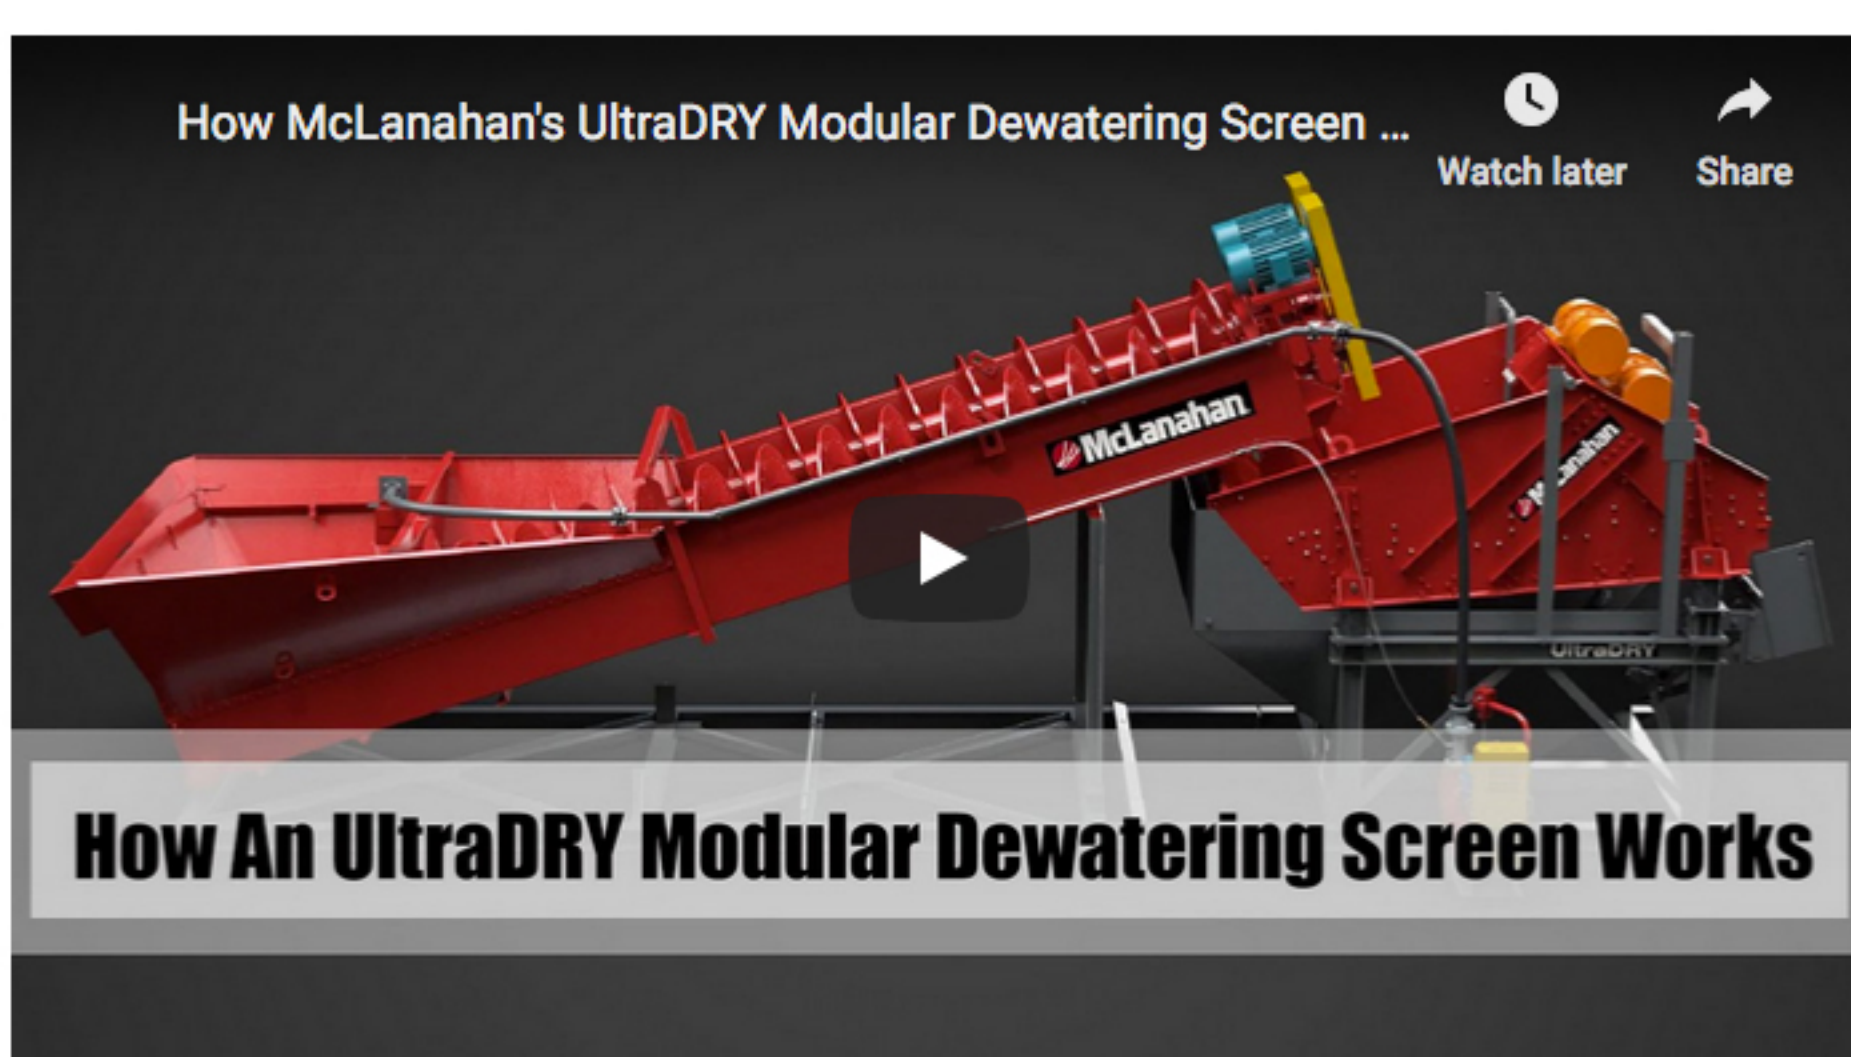 How McLanahan's UltraDRY Modular Dewatering Screen ...
Watch later
Share
McLanahan
McLanahan
UltraDRY
How An UltraDRY Modular Dewatering Screen Works